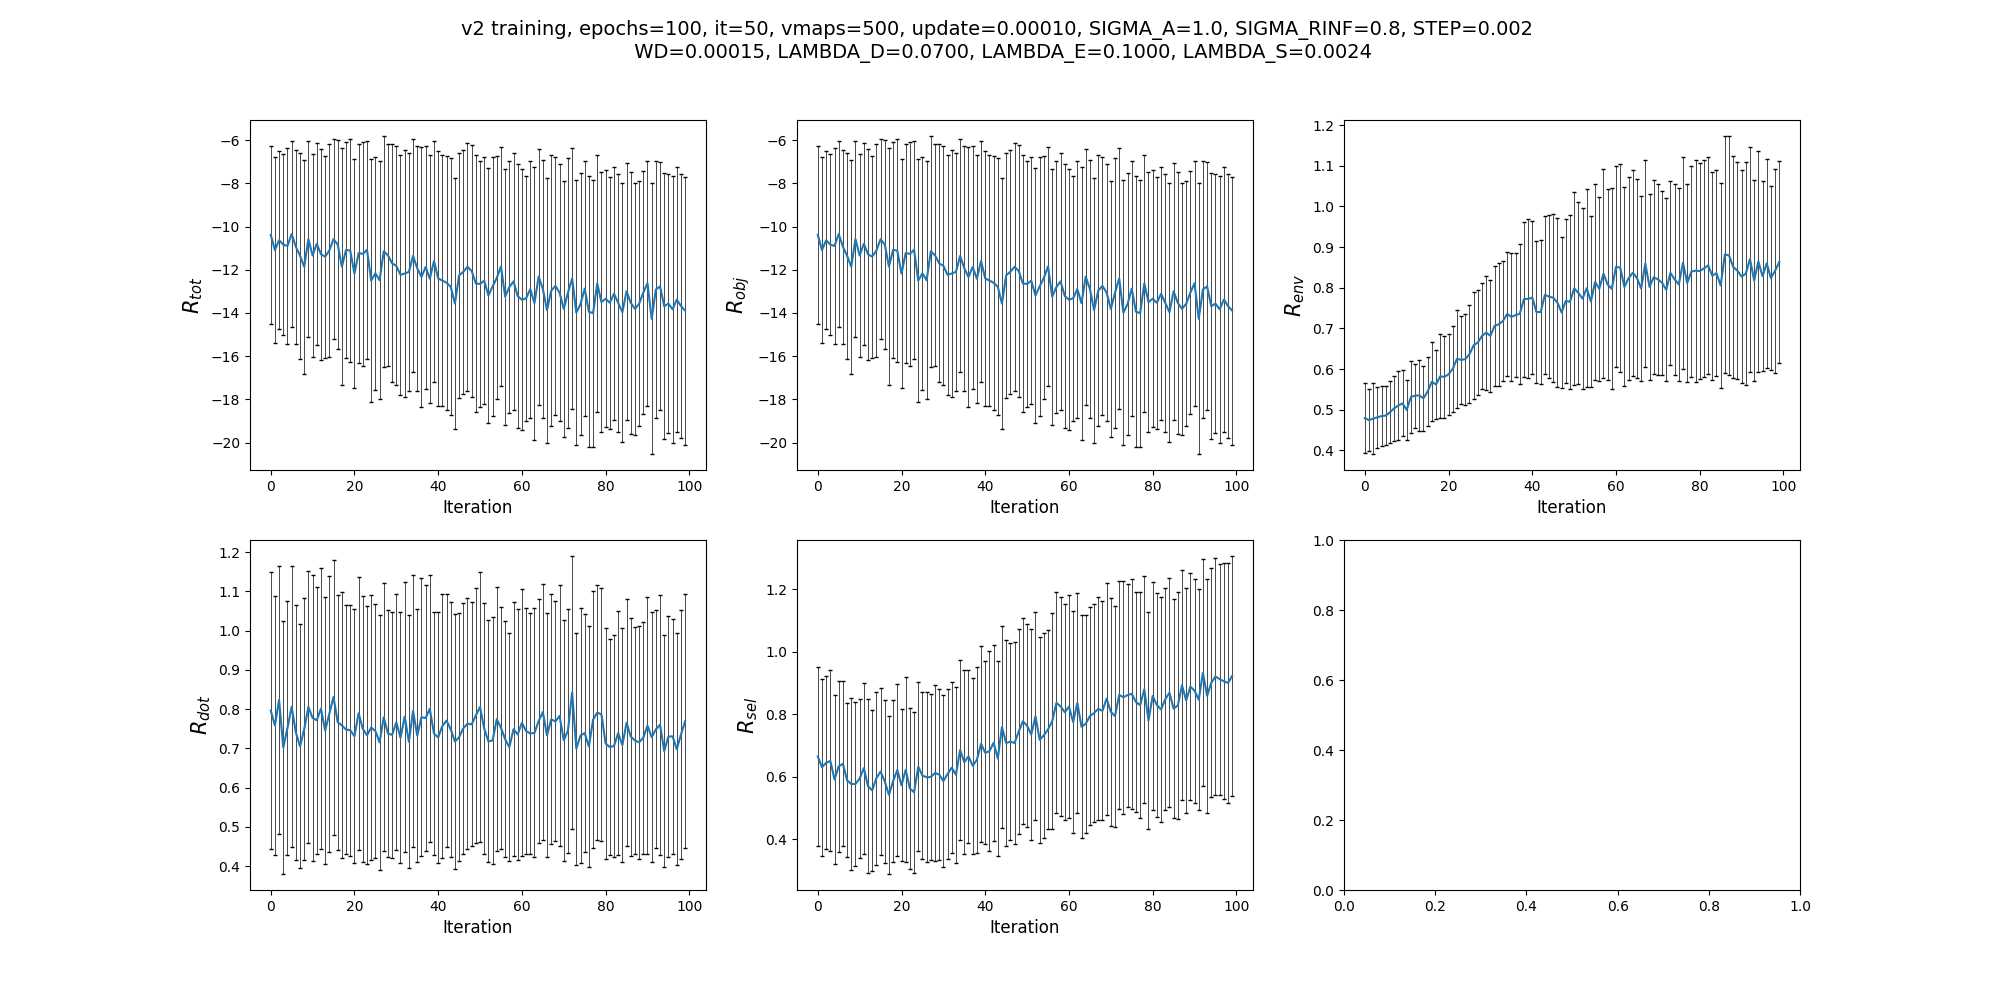 v2 training, epochs=100, it=50, vmaps=500, update=0.00010, SIGMA_A=1.0, SIGMA_RINF=0.8, STEP=0.002
WD=0.00015, LAMBDA_D=0.0700, LAMBDA_E=0.1000, LAMBDA_S=0.0024
−6
−8
−10
−12
−14
−16
−18
−20
R_tot
0 20 40 60 80 100
Iteration
−6
−8
−10
−12
−14
−16
−18
−20
R_obj
0 20 40 60 80 100
Iteration
1.2
1.1
1.0
0.9
0.8
0.7
0.6
0.5
0.4
R_env
0 20 40 60 80 100
Iteration
1.2
1.1
1.0
0.9
0.8
0.7
0.6
0.5
0.4
R_dot
0 20 40 60 80 100
Iteration
1.2
1.0
0.8
0.6
0.4
R_sel
0 20 40 60 80 100
Iteration
1.0
0.8
0.6
0.4
0.2
0.0
0.0 0.2 0.4 0.6 0.8 1.0